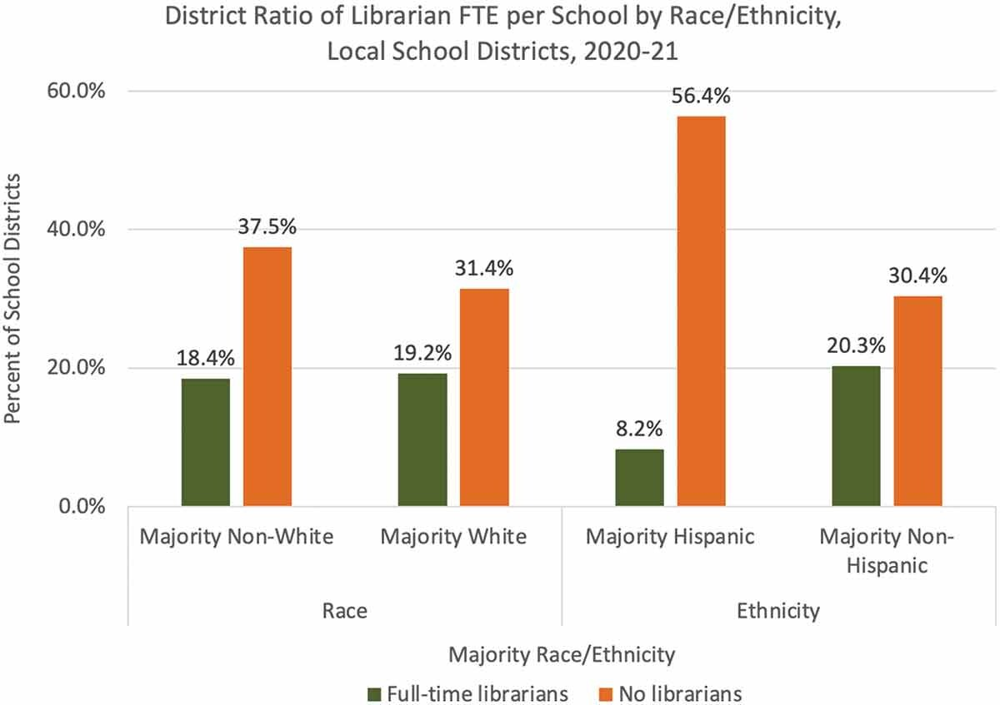 District Ratio of Librarian FTE per School by Race/Ethnicity,
Local School Districts, 2020-21
Percent of School Districts
60.0%
40.0%
20.0%
0.0%
18.4%
37.5%
19.2%
31.4%
8.2%
56.4%
20.3%
30.4%
Majority Non-White
Majority White
Majority Hispanic
Majority Non-
Hispanic
Race
Ethnicity
Majority Race/Ethnicity
Full-time librarians
No librarians